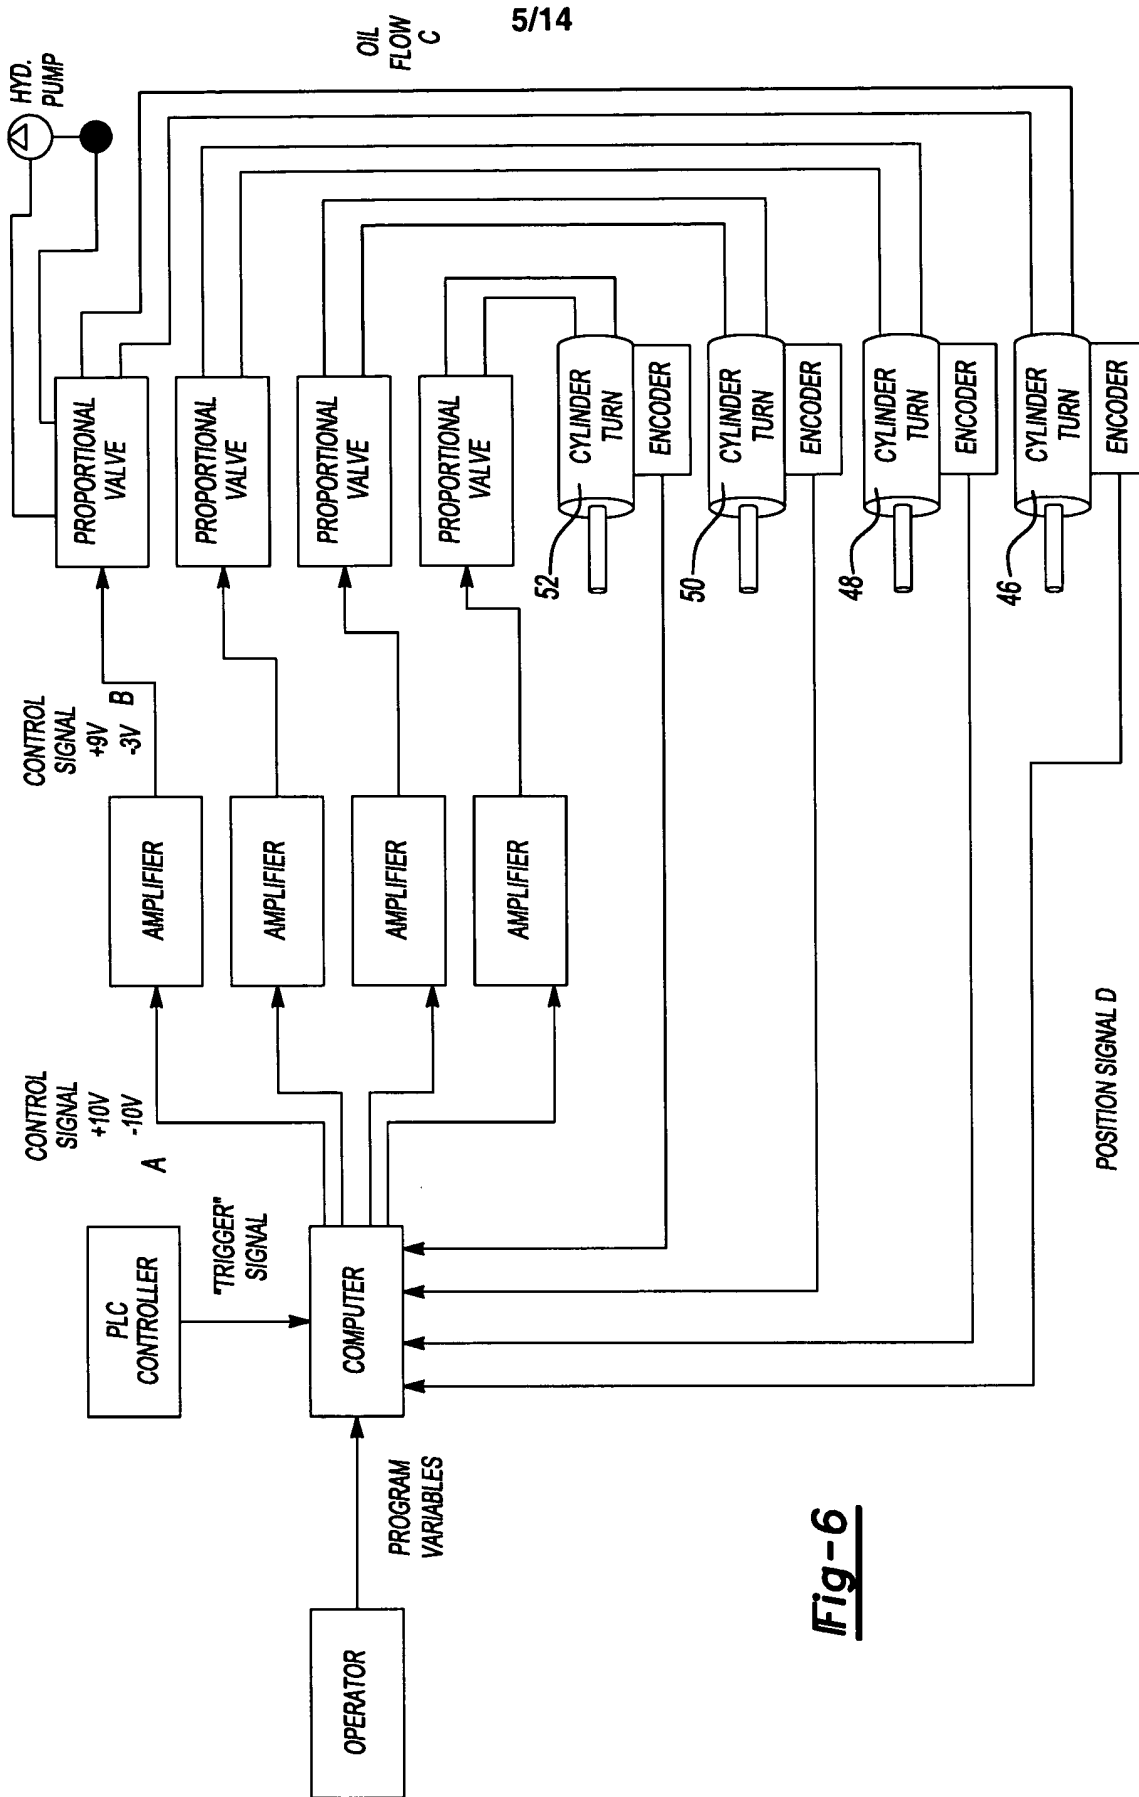 5/14
HYD.
PUMP
OIL
FLOW
C
PROPORTIONAL
VALVE
PROPORTIONAL
VALVE
PROPORTIONAL
VALVE
PROPORTIONAL
VALVE
CYLINDER
TURN
ENCODER
52
CYLINDER
TURN
ENCODER
50
CYLINDER
TURN
ENCODER
48
CYLINDER
TURN
ENCODER
46
CONTROL
SIGNAL
+9V
-3V B
AMPLIFIER
AMPLIFIER
AMPLIFIER
AMPLIFIER
CONTROL
SIGNAL
+10V
-10V
A
POSITION SIGNAL D
PLC
CONTROLLER
"TRIGGER"
SIGNAL
COMPUTER
PROGRAM
VARIABLES
OPERATOR
Fig-6